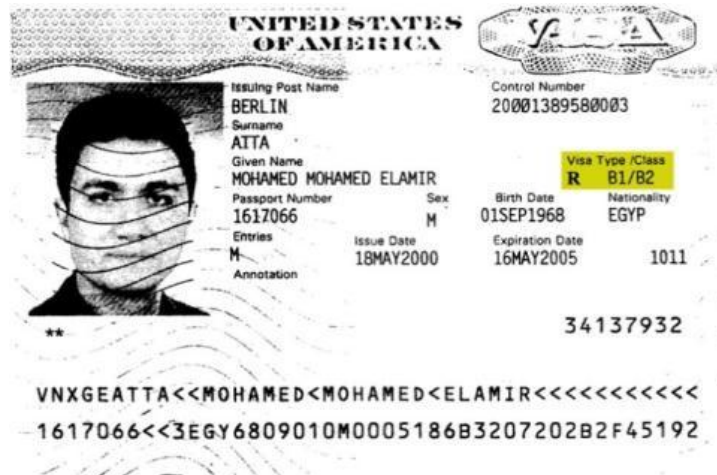 UNITED STATES
OF AMERICA
Issuing Post Name Control Number
BERLIN 20001389580003
Surname
ATTA
Given Name Visa Type /Class
MOHAMED MOHAMED ELAMIR R B1/B2
Passport Number Sex Birth Date Nationality
1617066 M 01SEP1968 EGYP
Entries Issue Date Expiration Date
M 18MAY2000 16MAY2005 1011
Annotation
** 34137932
VNXGEATTA<<MOHAMED<MOHAMED<ELAMIR<<<<<<<<<<<
1617066<<3EGY6809010M0005186B3207202B2F45192